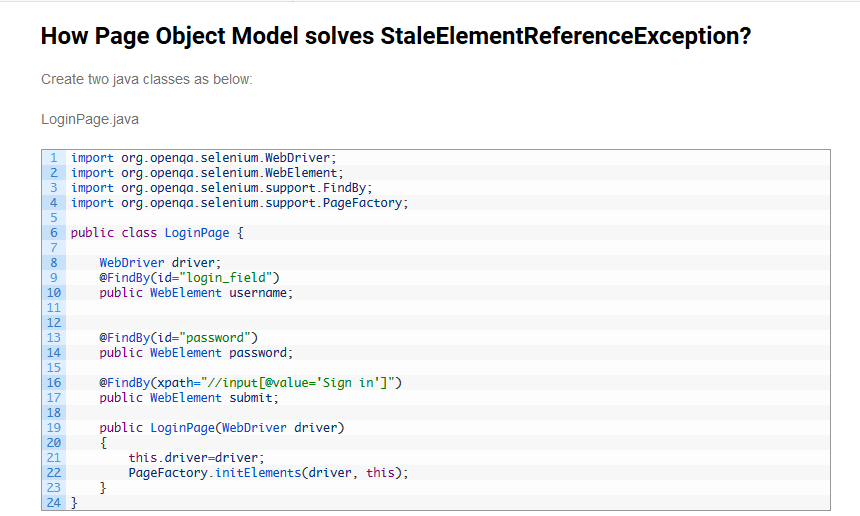 How Page Object Model solves StaleElementReferenceException?
Create two java classes as below:
LoginPage.java
1 import org.openqa.selenium.WebDriver;
2 import org.openqa.selenium.WebElement;
3 import org.openqa.selenium.support.FindBy;
4 import org.openqa.selenium.support.PageFactory;
5
6 public class LoginPage {
7
8     WebDriver driver;
9     @FindBy(id="login_field")
10     public WebElement username;
11
12
13     @FindBy(id="password")
14     public WebElement password;
15
16     @FindBy(xpath="//input[@value='Sign in']")
17     public WebElement submit;
18
19     public LoginPage(WebDriver driver)
20     {
21         this.driver=driver;
22         PageFactory.initElements(driver, this);
23     }
24 }